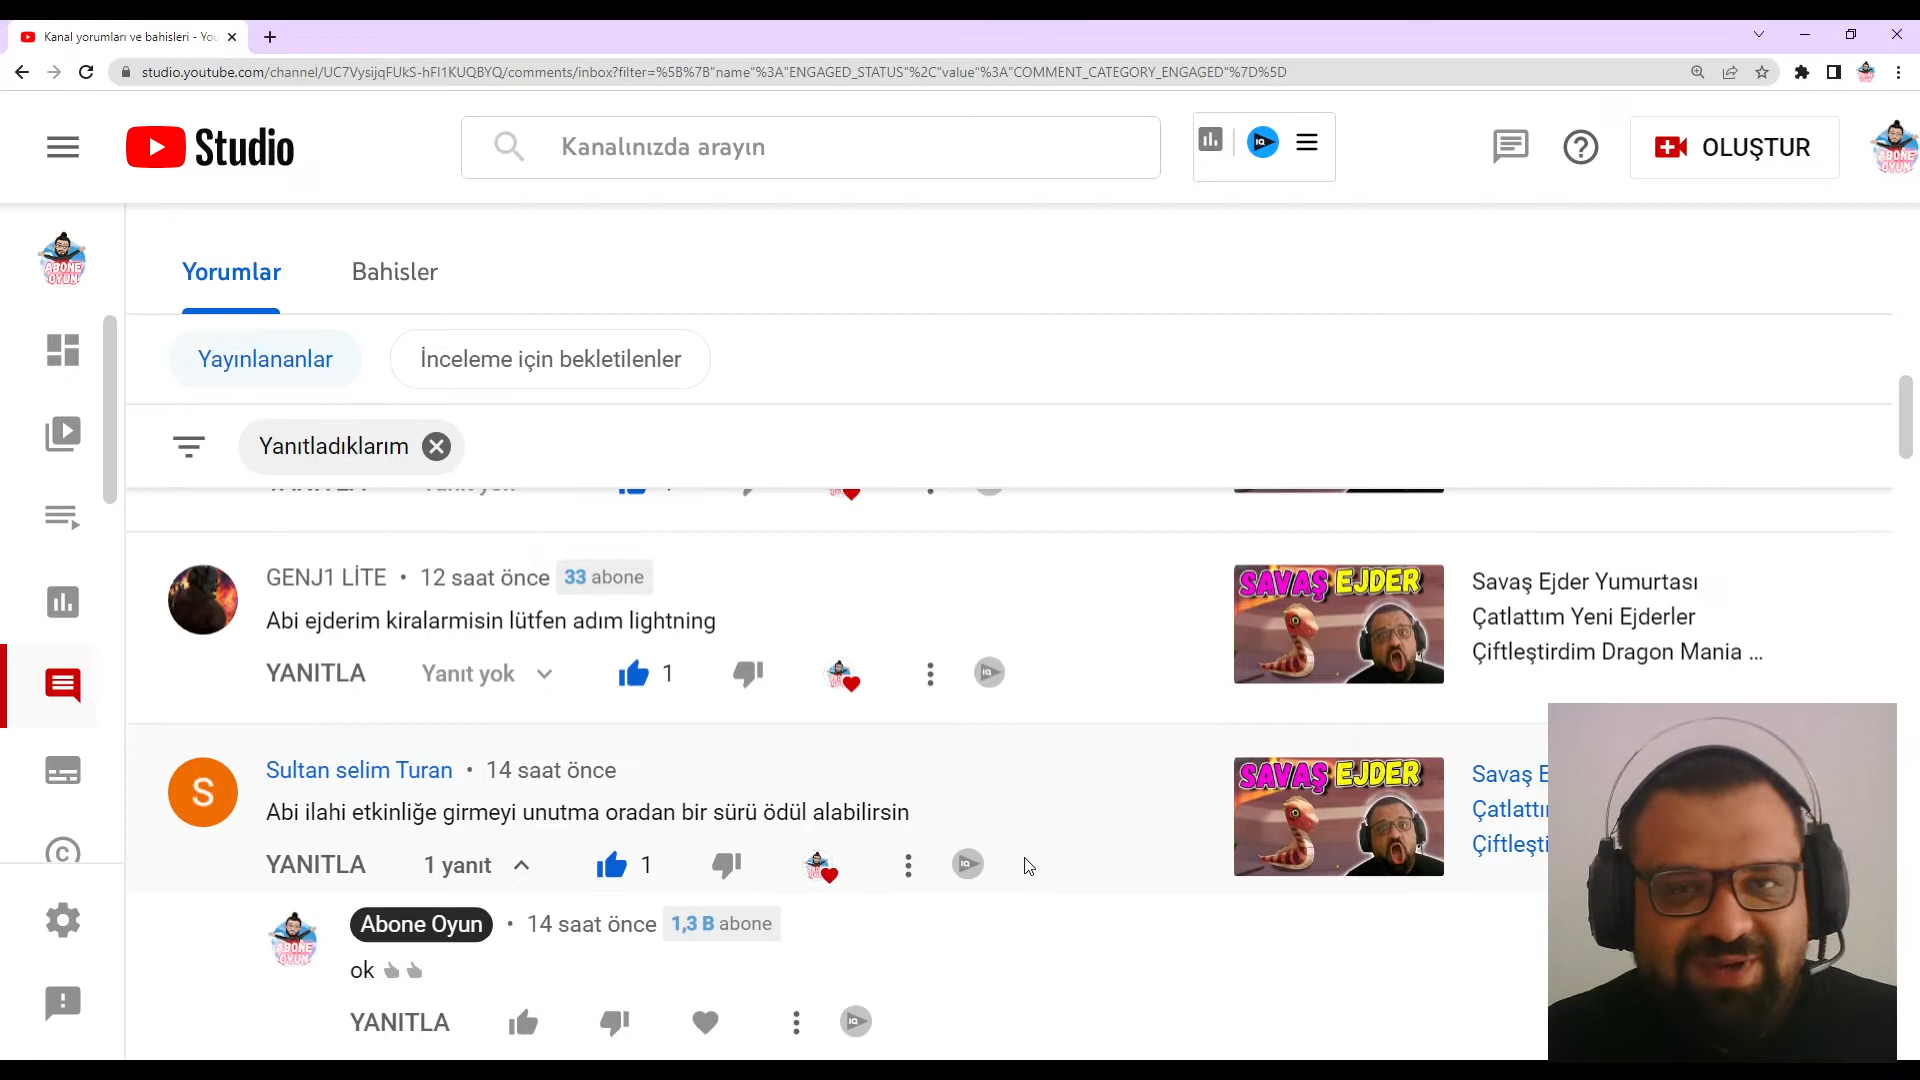 Kanal yorumları ve bahisleri - You
studio.youtube.com/channel/UC7VysijqFUkS-hFI1KUQBYQ/comments/inbox?filter=%5B%7B"name"%3A"ENGAGED_STATUS"%2C"value"%3A"COMMENT_CATEGORY_ENGAGED"%7D%5D
Studio
Kanalınızda arayın
OLUŞTUR
Yorumlar
Bahisler
Yayınlananlar
İnceleme için bekletilenler
Yanıtladıklarım
GENJ1 LİTE • 12 saat önce 33 abone
Abi ejderim kiralarmisin lütfen adım lightning
YANITLA Yanıt yok 1
SAVAŞ EJDER
Savaş Ejder Yumurtası
Çatlattım Yeni Ejderler
Çiftleştirdim Dragon Mania ...
Sultan selim Turan • 14 saat önce
Abi ilahi etkinliğe girmeyi unutma oradan bir sürü ödül alabilirsin
YANITLA 1 yanıt 1
SAVAŞ EJDER
Savaş E
Çatlattı
Çiftleşti
Abone Oyun • 14 saat önce 1,3 B abone
ok
YANITLA
ABONE
OYUN